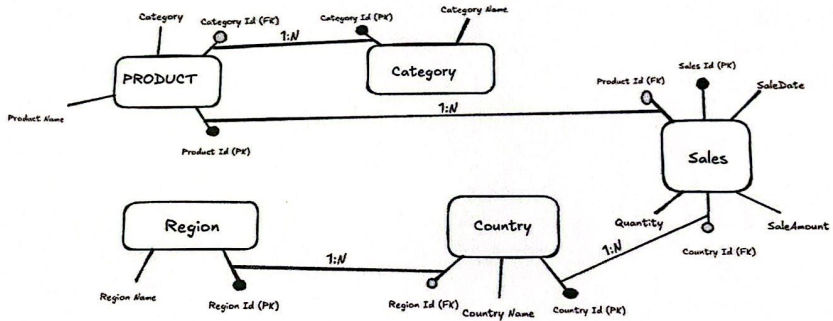 Category
Category Id (FK)
Category Id (PK)
Category Name
1:N
PRODUCT
Category
Product Name
Product Id (PK)
1:N
Product Id (FK)
Sales Id (PK)
SaleDate
Sales
Quantity
SaleAmount
Country Id (FK)
1:N
Region
Country
1:N
Region Name
Region Id (PK)
Region Id (FK)
Country Name
Country Id (PK)